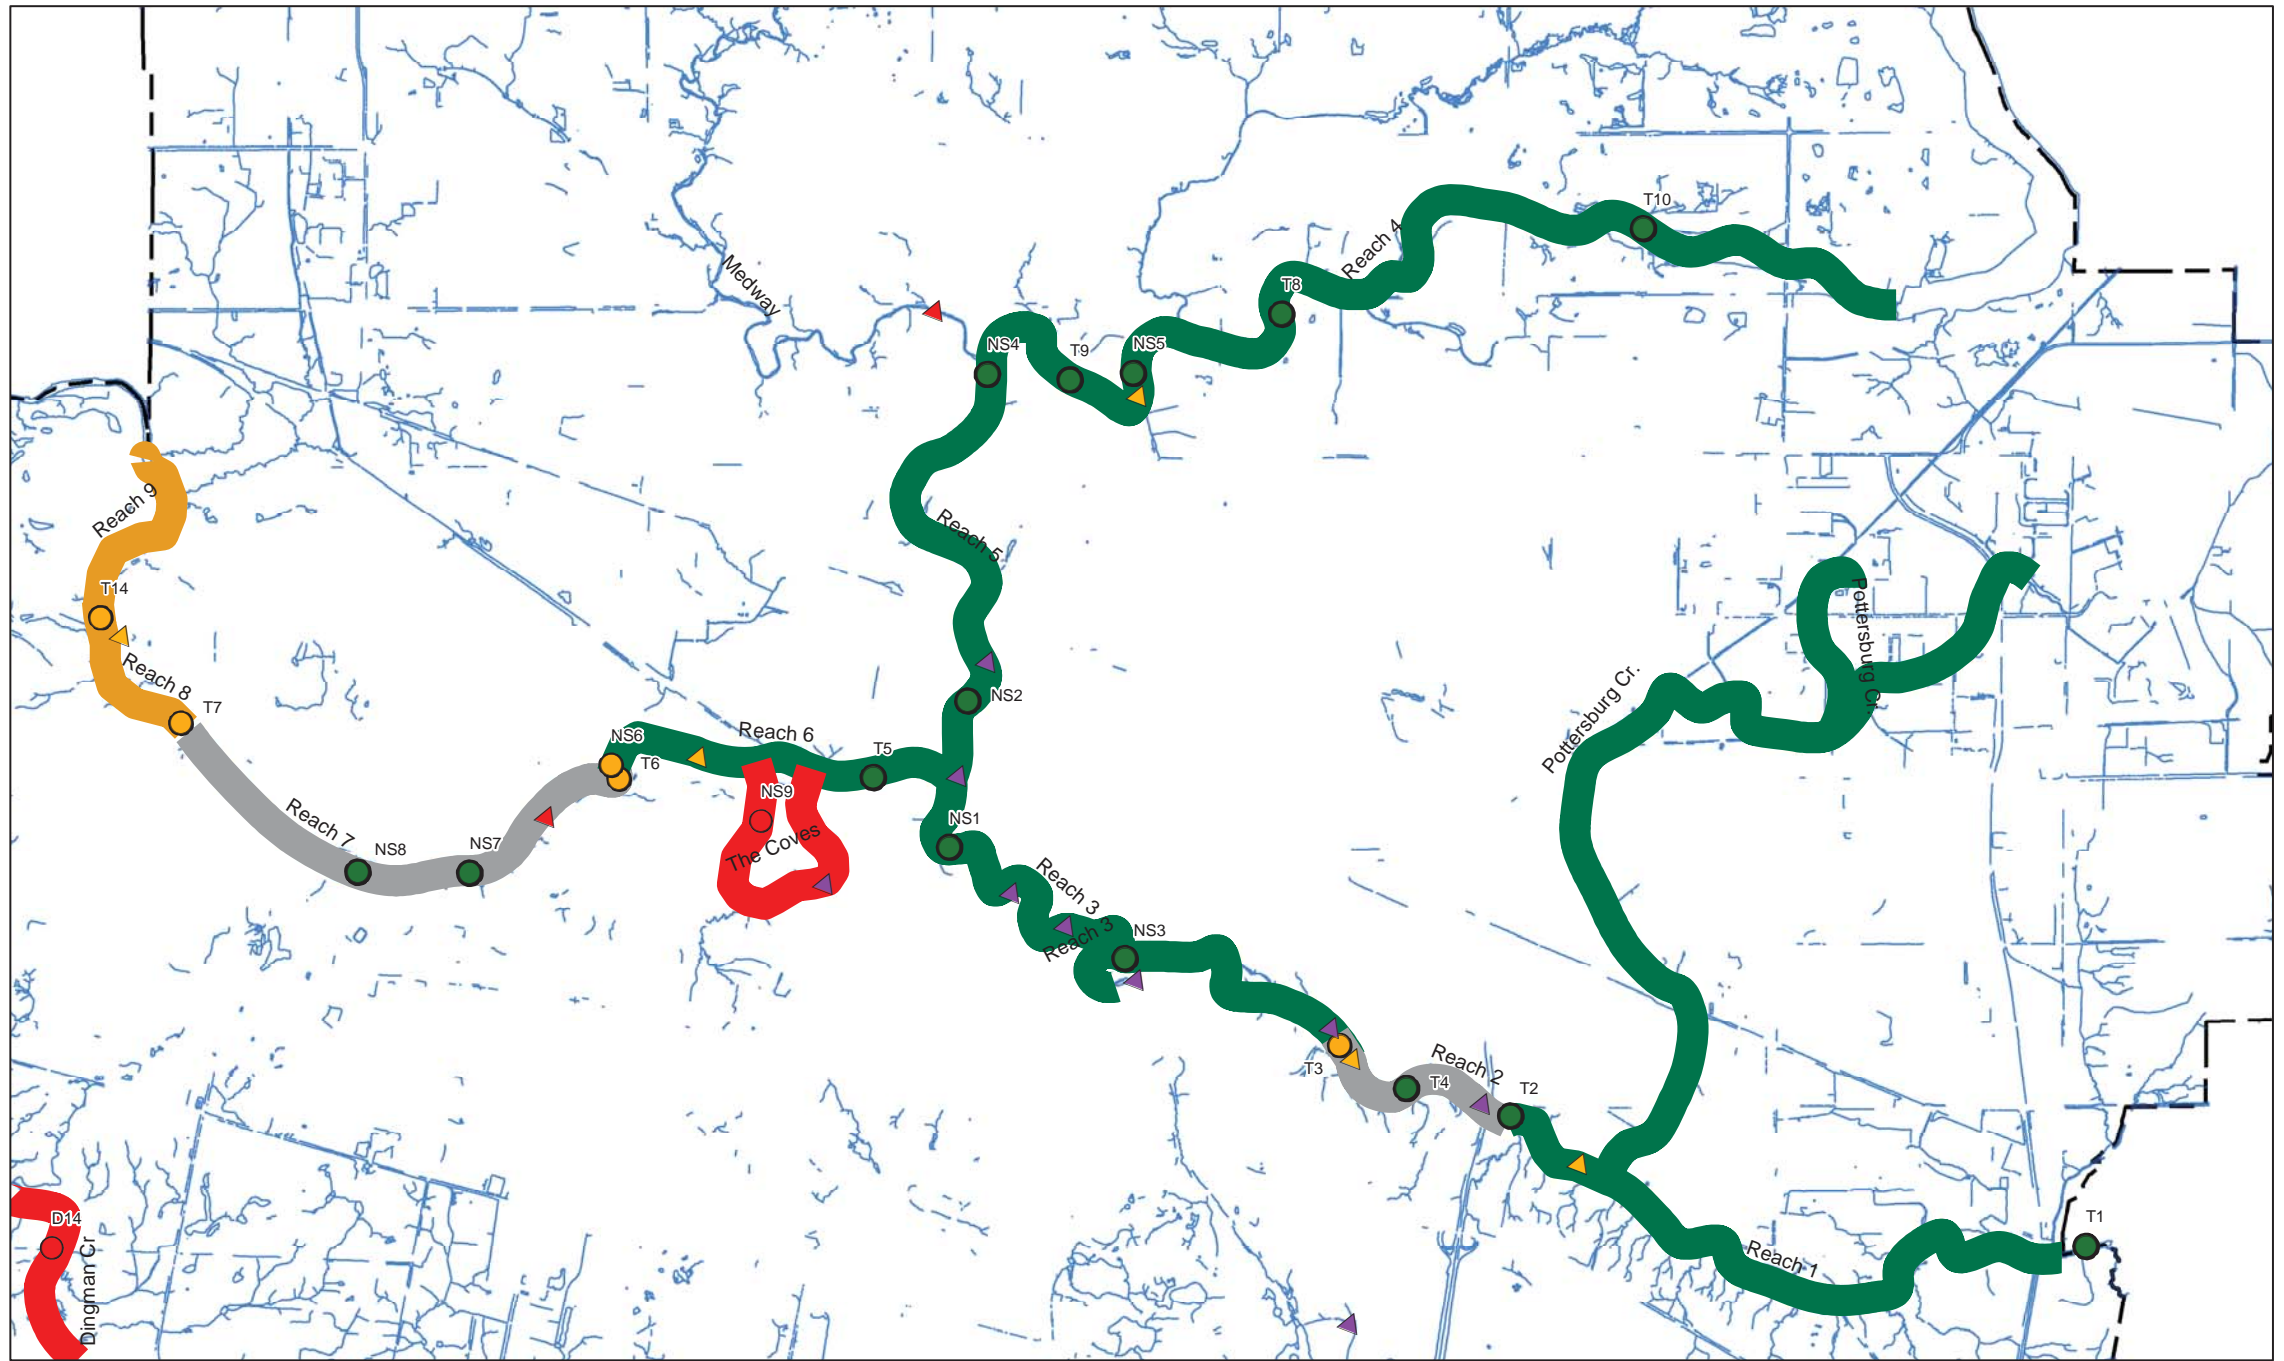 T10
Reach 4
Medway
T8
NS4
T9
NS5
Reach 9
Reach 5
T14
Pottersburg Cr
Reach 8
Pottersburg Cr.
NS2
T7
Reach 6
NS6
T5
T6
NS9
Reach 7
NS1
The Coves
NS7
NS8
Reach 3
Reach 3
NS3
Reach 2
T3
T4
T2
D14
T1
Dingman Cr
Reach 1